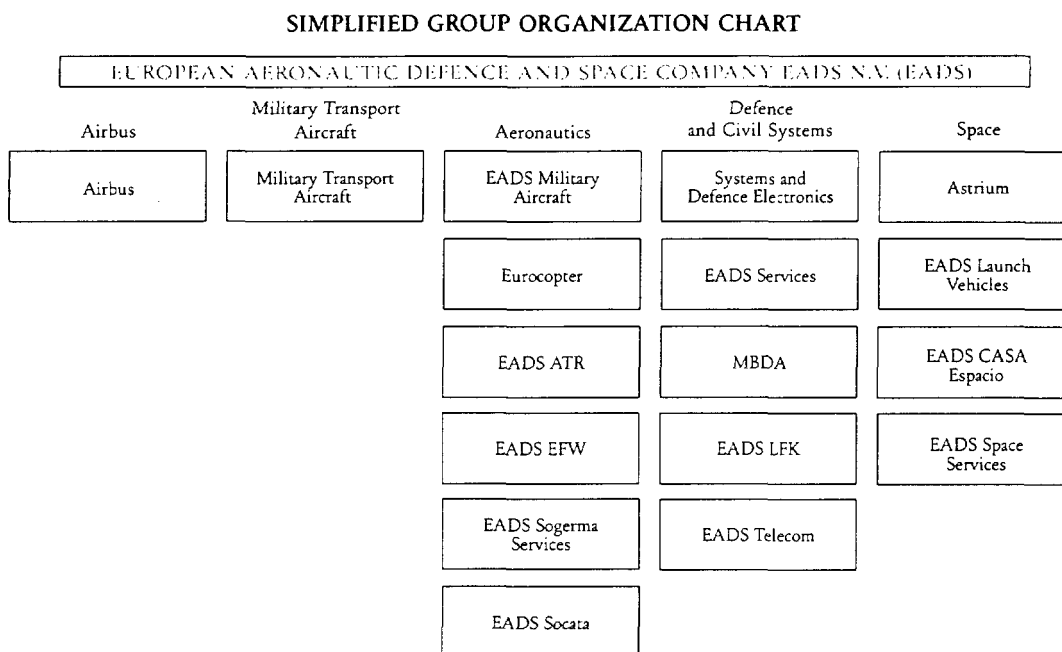 SIMPLIFIED GROUP ORGANIZATION CHART
EUROPEAN AERONAUTIC DEFENCE AND SPACE COMPANY EADS N.V. (EADS)
Airbus
Military Transport
Aircraft
Aeronautics
Defence
and Civil Systems
Space
Airbus
Military Transport
Aircraft
EADS Military
Aircraft
Systems and
Defence Electronics
Astrium
Eurocopter
EADS Services
EADS Launch
Vehicles
EADS ATR
MBDA
EADS CASA
Espacio
EADS EFW
EADS LFK
EADS Space
Services
EADS Sogerma
Services
EADS Telecom
EADS Socata